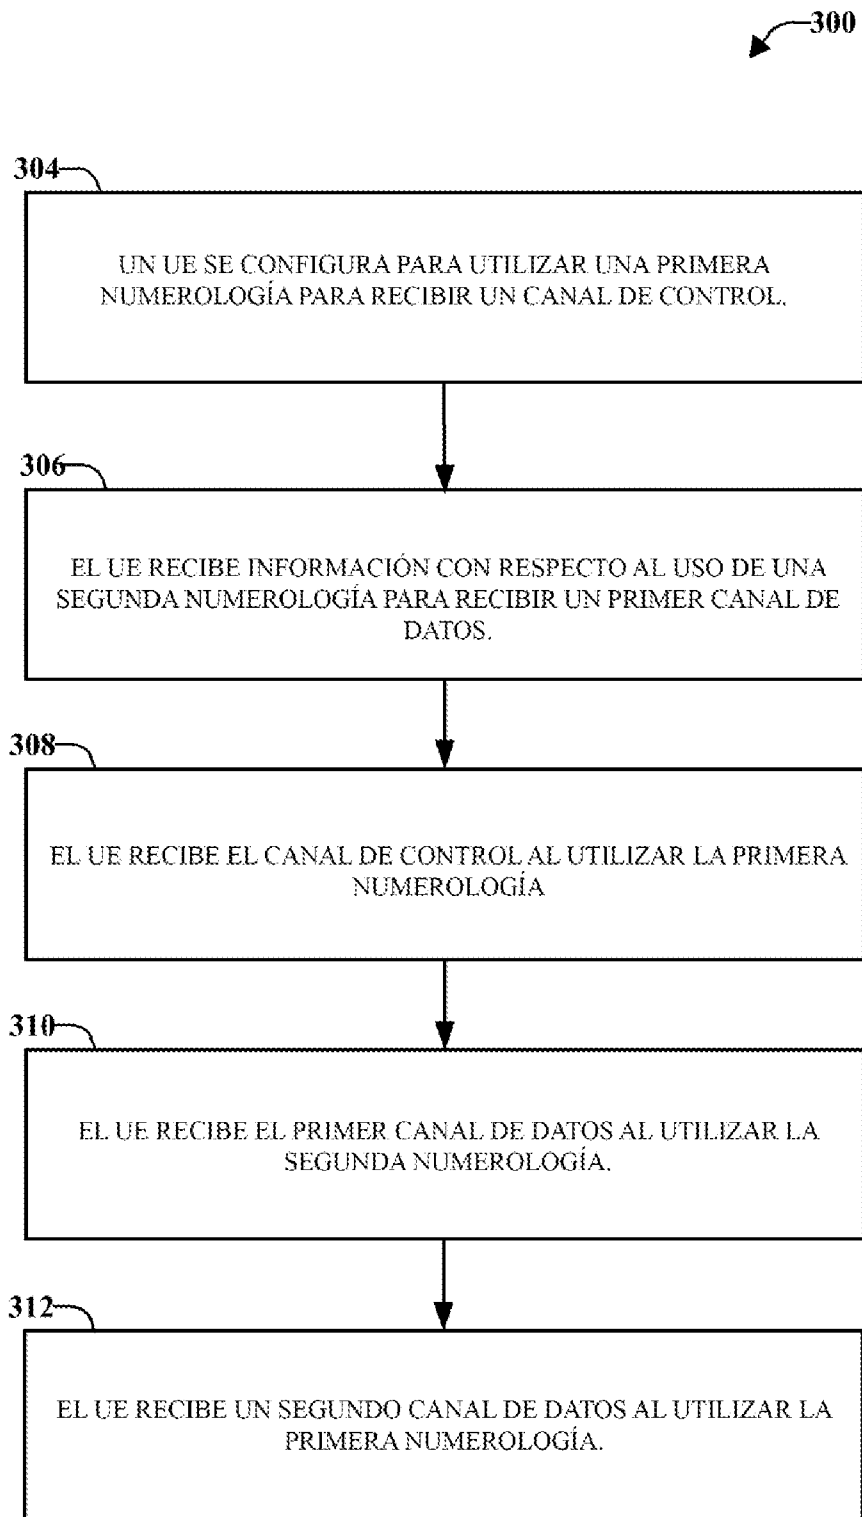 300
304
UN UE SE CONFIGURA PARA UTILIZAR UNA PRIMERA
NUMEROLOGÍA PARA RECIBIR UN CANAL DE CONTROL.
306
EL UE RECIBE INFORMACIÓN CON RESPECTO AL USO DE UNA
SEGUNDA NUMEROLOGÍA PARA RECIBIR UN PRIMER CANAL DE
DATOS.
308
EL UE RECIBE EL CANAL DE CONTROL AL UTILIZAR LA PRIMERA
NUMEROLOGÍA
310
EL UE RECIBE EL PRIMER CANAL DE DATOS AL UTILIZAR LA
SEGUNDA NUMEROLOGÍA.
312
EL UE RECIBE UN SEGUNDO CANAL DE DATOS AL UTILIZAR LA
PRIMERA NUMEROLOGÍA.